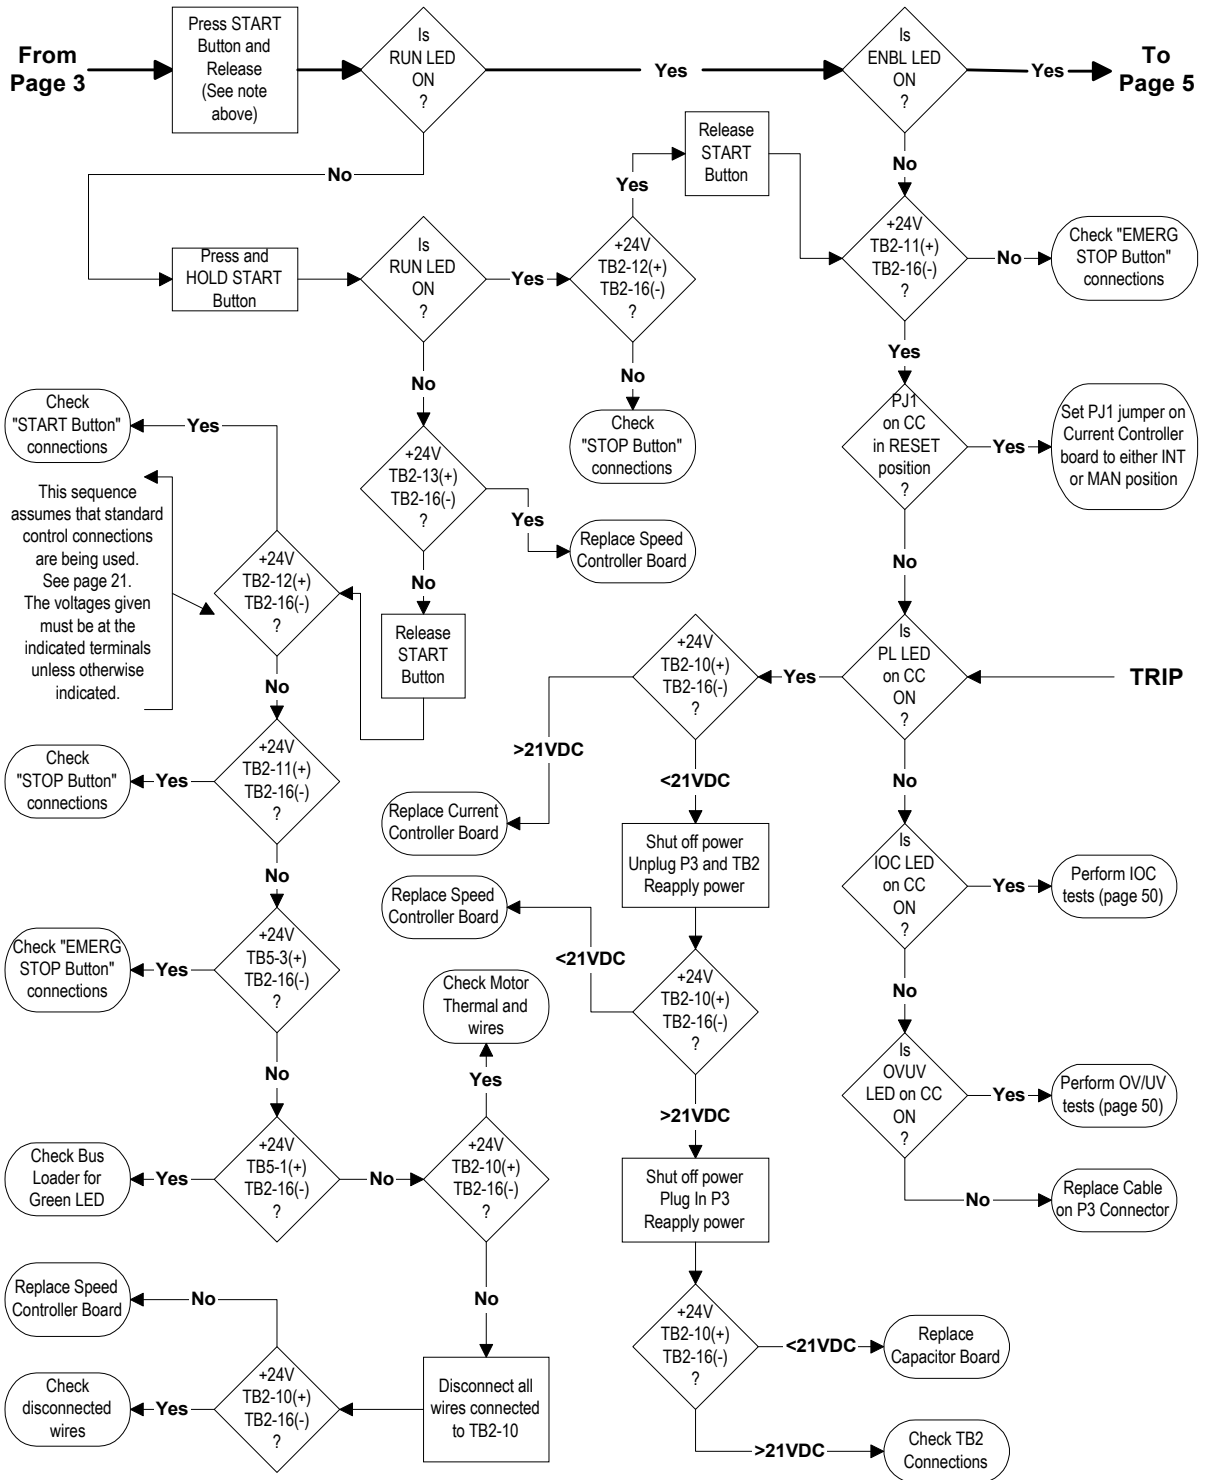 From
Page 3
Press START
Button and
Release
(See note
above)
Is
RUN LED
ON
?
Yes
Is
ENBL LED
ON
?
Yes
To
Page 5
No
No
Release
START
Button
Yes
Press and
HOLD START
Button
Is
RUN LED
ON
?
Yes
+24V
TB2-12(+)
TB2-16(-)
?
+24V
TB2-11(+)
TB2-16(-)
?
No
Check "EMERG
STOP Button"
connections
Yes
No
No
Check
"STOP Button"
connections
PJ1
on CC
in RESET
position
?
Yes
Set PJ1 jumper on
Current Controller
board to either INT
or MAN position
Check
"START Button"
connections
Yes
+24V
TB2-13(+)
TB2-16(-)
?
Yes
Replace Speed
Controller Board
No
No
This sequence
assumes that standard
control connections
are being used.
See page 21.
The voltages given
must be at the
indicated terminals
unless otherwise
indicated.
+24V
TB2-12(+)
TB2-16(-)
?
Release
START
Button
+24V
TB2-10(+)
TB2-16(-)
?
Yes
Is
PL LED
on CC
ON
?
TRIP
No
>21VDC
<21VDC
No
Check
"STOP Button"
connections
Yes
+24V
TB2-11(+)
TB2-16(-)
?
Replace Current
Controller Board
Shut off power
Unplug P3 and TB2
Reapply power
Is
IOC LED
on CC
ON
?
Yes
Perform IOC
tests (page 50)
No
Replace Speed
Controller Board
<21VDC
Check "EMERG
STOP Button"
connections
Yes
+24V
TB5-3(+)
TB2-16(-)
?
Check Motor
Thermal and
wires
+24V
TB2-10(+)
TB2-16(-)
?
No
No
Yes
>21VDC
Is
OVUV
LED on CC
ON
?
Yes
Perform OV/UV
tests (page 50)
Check Bus
Loader for
Green LED
Yes
+24V
TB5-1(+)
TB2-16(-)
?
No
+24V
TB2-10(+)
TB2-16(-)
?
Shut off power
Plug In P3
Reapply power
No
Replace Cable
on P3 Connector
Replace Speed
Controller Board
No
No
+24V
TB2-10(+)
TB2-16(-)
?
<21VDC
Replace
Capacitor Board
Check
disconnected
wires
Yes
+24V
TB2-10(+)
TB2-16(-)
?
Disconnect all
wires connected
to TB2-10
>21VDC
Check TB2
Connections